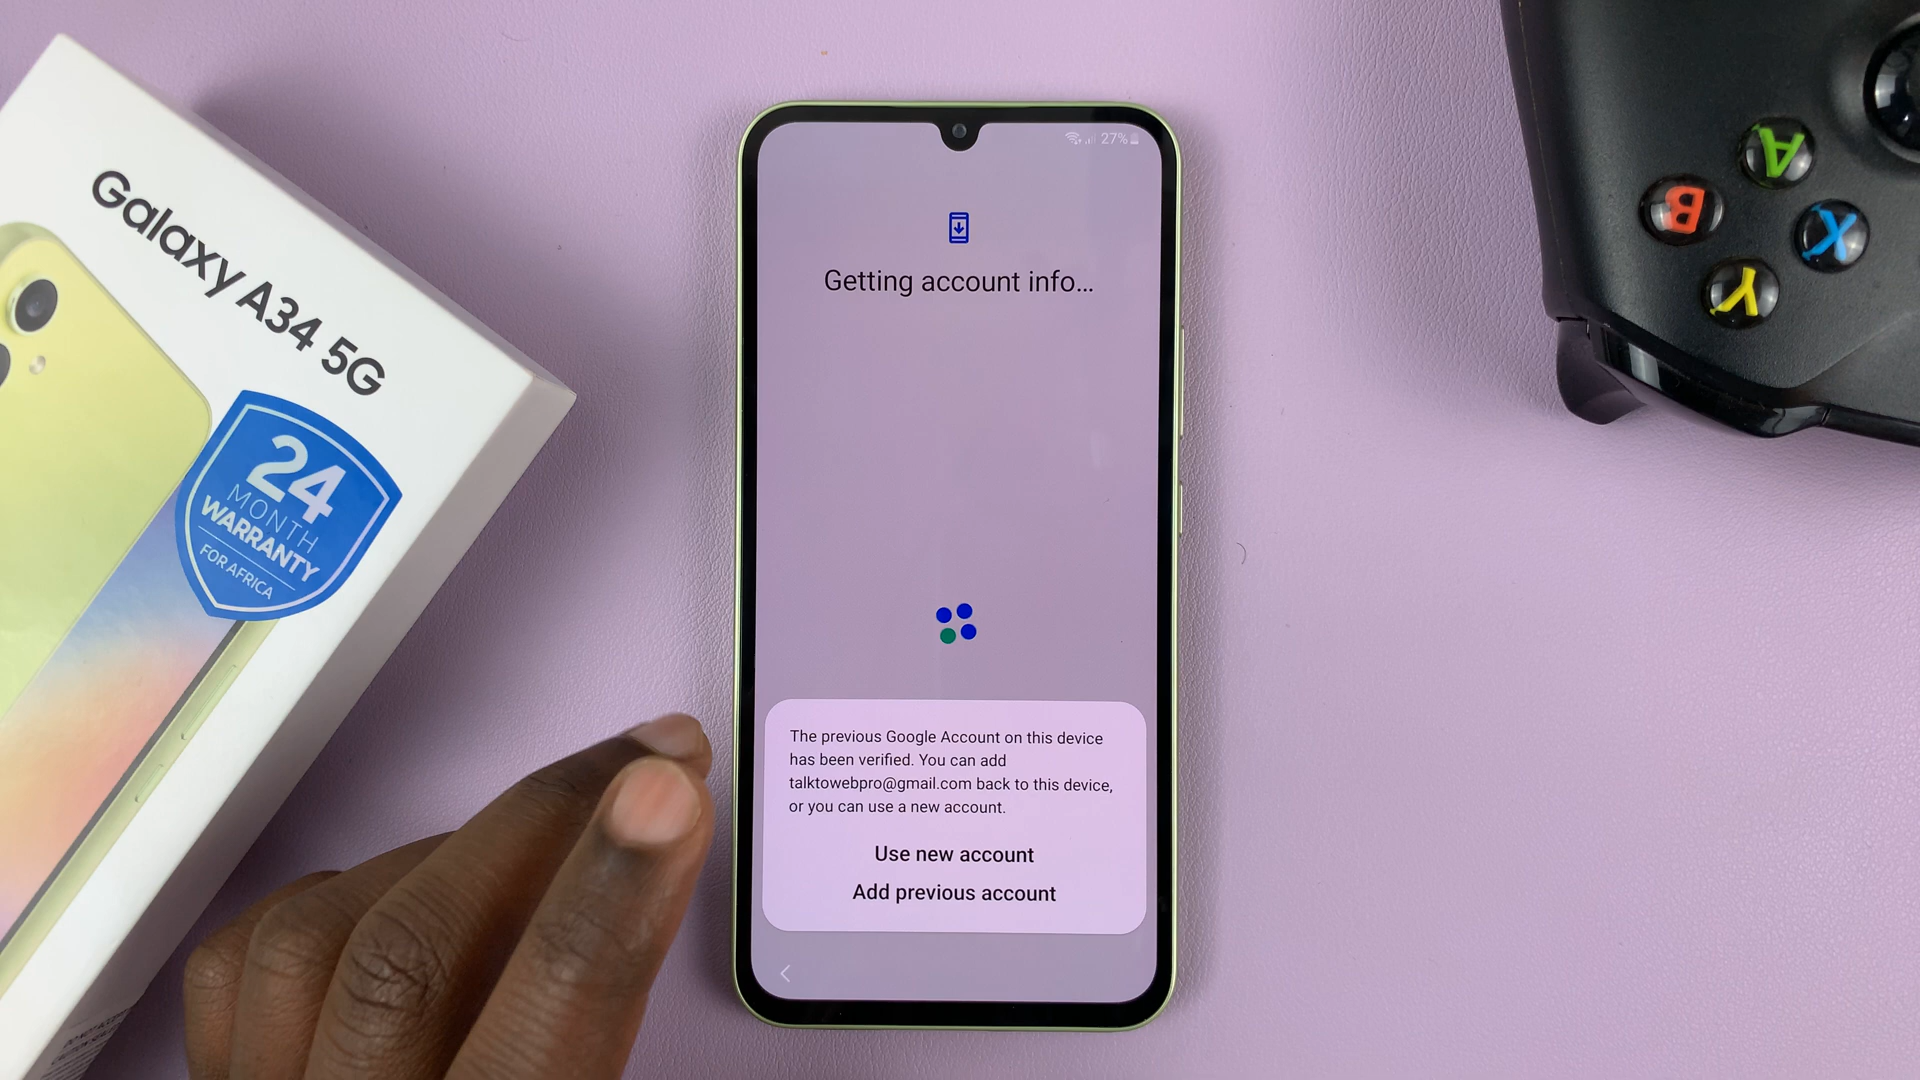 Galaxy A34 5G
24
MONTH
WARRANTY
FOR AFRICA
27%
Getting account info...
The previous Google Account on this device
has been verified. You can add
talktowebpro@gmail.com back to this device,
or you can use a new account.
Use new account
Add previous account
A
B
X
Y